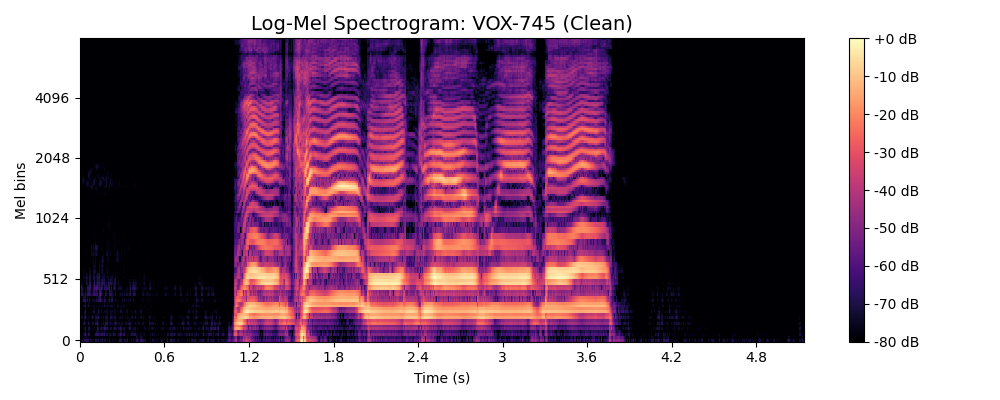 Log-Mel Spectrogram: VOX-745 (Clean)
Mel bins
4096
2048
1024
512
0
0 0.6 1.2 1.8 2.4 3 3.6 4.2 4.8
Time (s)
+0 dB
-10 dB
-20 dB
-30 dB
-40 dB
-50 dB
-60 dB
-70 dB
-80 dB